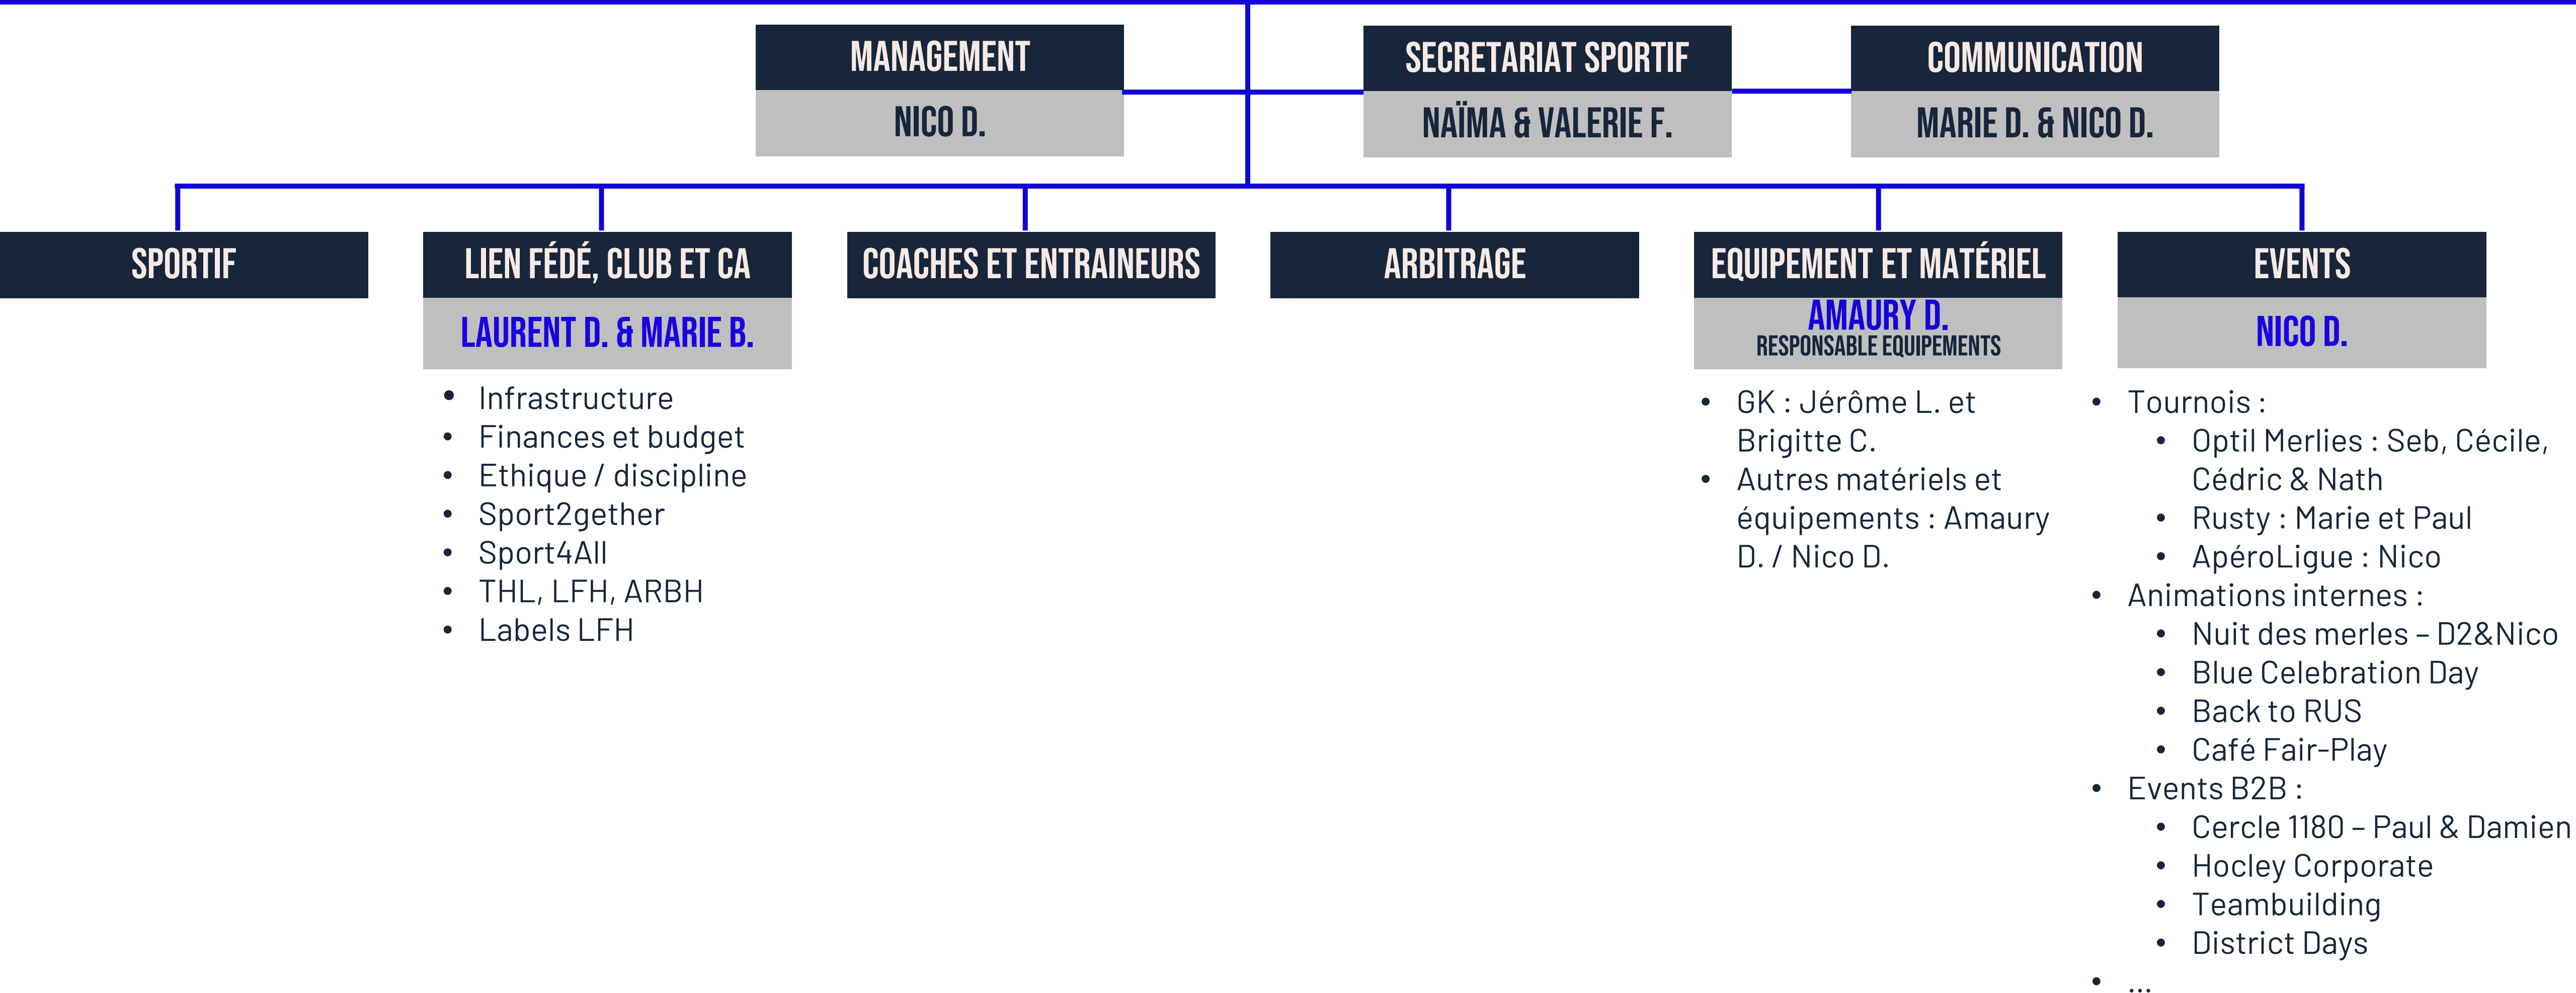 MANAGEMENT
NICO D.
SECRETARIAT SPORTIF
NAÏMA & VALERIE F.
COMMUNICATION
MARIE D. & NICO D.
SPORTIF
LIEN FÉDÉ, CLUB ET CA
LAURENT D. & MARIE B.
• Infrastructure
• Finances et budget
• Ethique / discipline
• Sport2gether
• Sport4All
• THL, LFH, ARBH
• Labels LFH
COACHES ET ENTRAINEURS
ARBITRAGE
EQUIPEMENT ET MATÉRIEL
AMAURY D.
RESPONSABLE EQUIPEMENTS
• GK : Jérôme L. et
Brigitte C.
• Autres matériels et
équipements : Amaury
D. / Nico D.
EVENTS
NICO D.
• Tournois :
• Optil Merlies : Seb, Cécile,
Cédric & Nath
• Rusty : Marie et Paul
• ApéroLigue : Nico
• Animations internes :
• Nuit des merles – D2&Nico
• Blue Celebration Day
• Back to RUS
• Café Fair-Play
• Events B2B :
• Cercle 1180 – Paul & Damien
• Hocley Corporate
• Teambuilding
• District Days
• ...